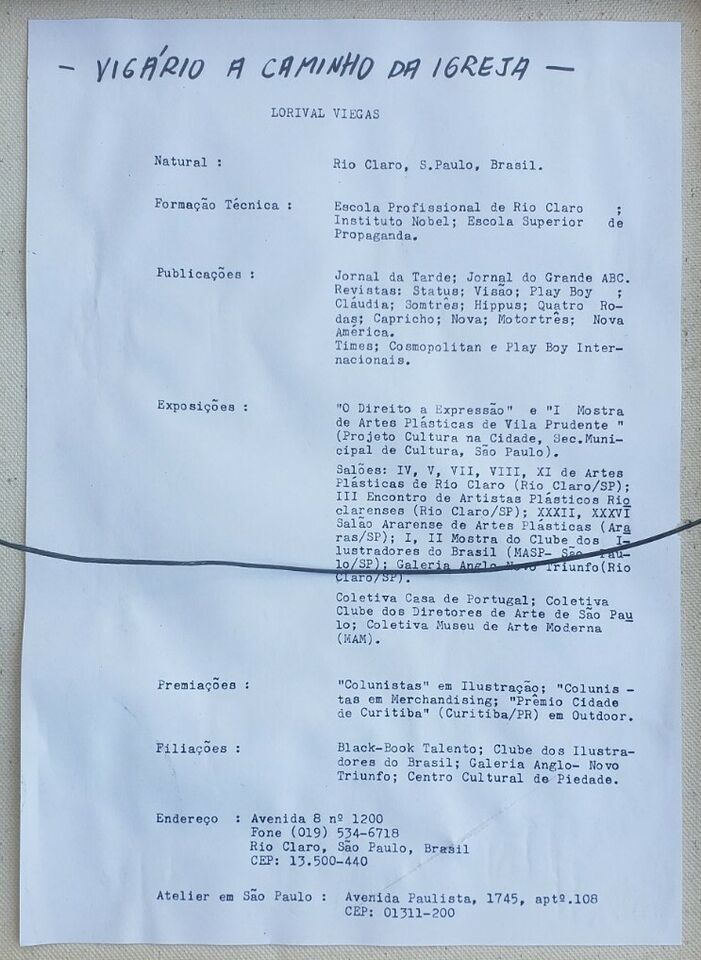 - VIGÁRIO A CAMINHO DA IGREJA -
LORIVAL VIEGAS
Natural : Rio Claro, S.Paulo, Brasil.
Formação Técnica : Escola Profissional de Rio Claro ;
Instituto Nobel; Escola Superior de
Propaganda.
Publicações : Jornal da Tarde; Jornal do Grande ABC.
Revistas: Status; Visão; Play Boy ;
Cláudia; Somtrês; Hippus; Quatro Ro-
das; Capricho; Nova; Motortrês; Nova
América.
Times; Cosmopolitan e Play Boy Inter-
nacionais.
Exposições : "O Direito a Expressão" e "I Mostra
de Artes Plásticas de Vila Prudente "
(Projeto Cultura na Cidade, Sec.Muni-
cipal de Cultura, São Paulo).
Salões: IV, V, VII, VIII, XI de Artes
Plásticas de Rio Claro (Rio Claro/SP);
III Encontro de Artistas Plásticos Rio
clarenses (Rio Claro/SP); XXXII, XXXVI
Salão Ararense de Artes Plásticas (Ara
ras/SP); I, II Mostra do Clube dos I-
lustradores do Brasil (MASP- São Pau-
lo/SP); Galeria Anglo-Novo Triunfo(Rio
Claro/SP).
Coletiva Casa de Portugal; Coletiva
Clube dos Diretores de Arte de São Pau
lo; Coletiva Museu de Arte Moderna
(MAM).
Premiações : "Colunistas" em Ilustração; "Colunis -
tas em Merchandising; "Prêmio Cidade
de Curitiba" (Curitiba/PR) em Outdoor.
Filiações : Black-Book Talento; Clube dos Ilustra-
dores do Brasil; Galeria Anglo- Novo
Triunfo; Centro Cultural de Piedade.
Endereço : Avenida 8 nº 1200
Fone (019) 534-6718
Rio Claro, São Paulo, Brasil
CEP: 13.500-440
Atelier em São Paulo : Avenida Paulista, 1745, aptº.108
CEP: 01311-200